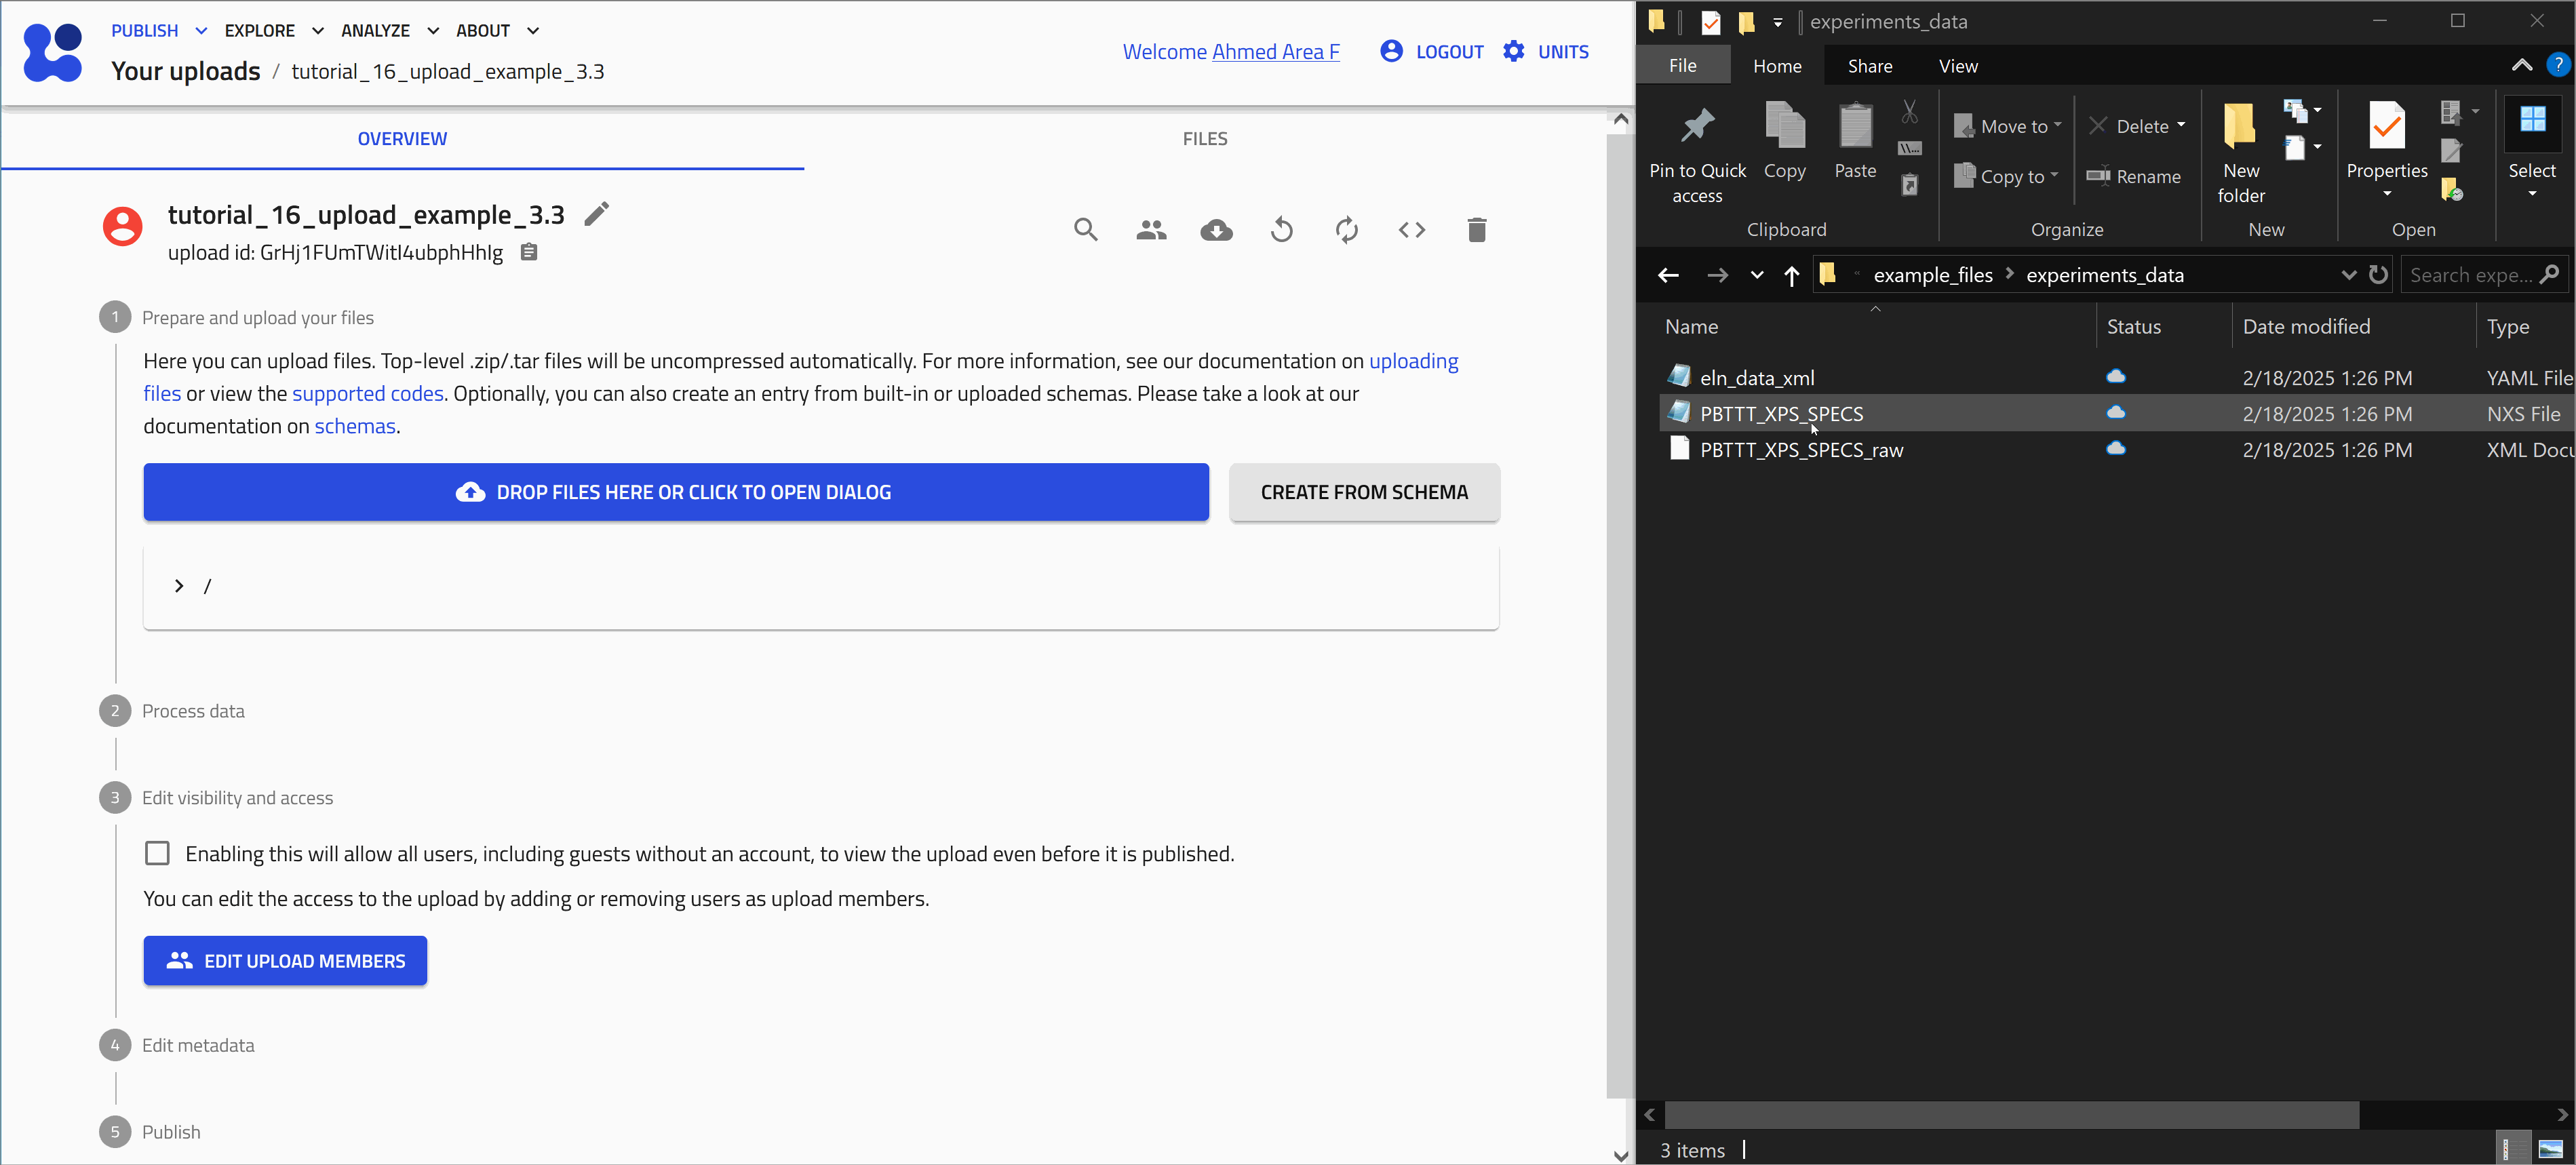 PUBLISH EXPLORE ANALYZE ABOUT
Your uploads / tutorial_16_upload_example_3.3
Welcome Ahmed Area F LOGOUT UNITS
OVERVIEW FILES
tutorial_16_upload_example_3.3
upload id: GrHj1FUmTWitI4ubphHhIg
1 Prepare and upload your files
Here you can upload files. Top-level .zip/.tar files will be uncompressed automatically. For more information, see our documentation on uploading
files or view the supported codes. Optionally, you can also create an entry from built-in or uploaded schemas. Please take a look at our
documentation on schemas.
DROP FILES HERE OR CLICK TO OPEN DIALOG CREATE FROM SCHEMA
/
2 Process data
3 Edit visibility and access
Enabling this will allow all users, including guests without an account, to view the upload even before it is published.
You can edit the access to the upload by adding or removing users as upload members.
EDIT UPLOAD MEMBERS
4 Edit metadata
5 Publish
experiments_data
File Home Share View ?
Pin to Quick
access
Copy Paste
Move to
Copy to
Delete
Rename
New
folder
Properties
Select
Clipboard Organize New Open
« example_files > experiments_data Search expe...
Name Status Date modified Type
eln_data_xml 2/18/2025 1:26 PM YAML File
PBTTT_XPS_SPECS 2/18/2025 1:26 PM NXS File
PBTTT_XPS_SPECS_raw 2/18/2025 1:26 PM XML Docu
3 items